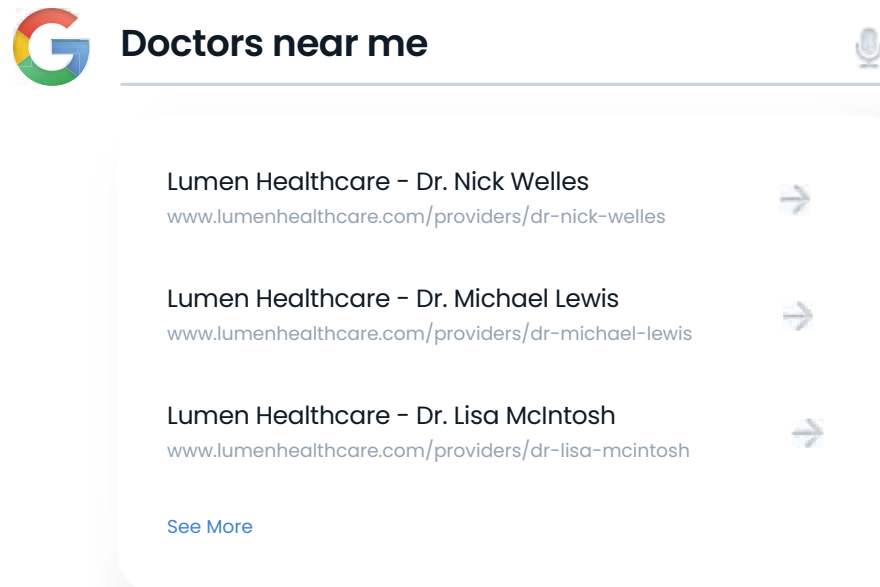 Doctors near me
Lumen Healthcare - Dr. Nick Welles
www.lumenhealthcare.com/providers/dr-nick-welles
Lumen Healthcare - Dr. Michael Lewis
www.lumenhealthcare.com/providers/dr-michael-lewis
Lumen Healthcare - Dr. Lisa McIntosh
www.lumenhealthcare.com/providers/dr-lisa-mcintosh
See More